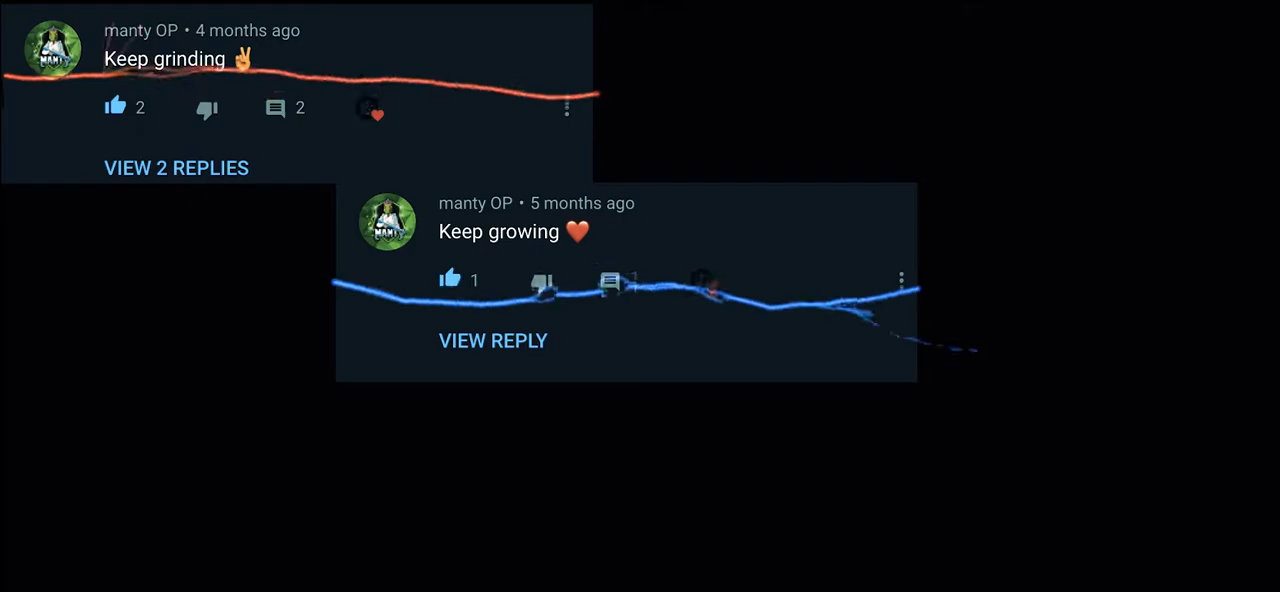 manty OP • 4 months ago
Keep grinding ✌
2 2
VIEW 2 REPLIES
manty OP • 5 months ago
Keep growing ❤
1 1
VIEW REPLY